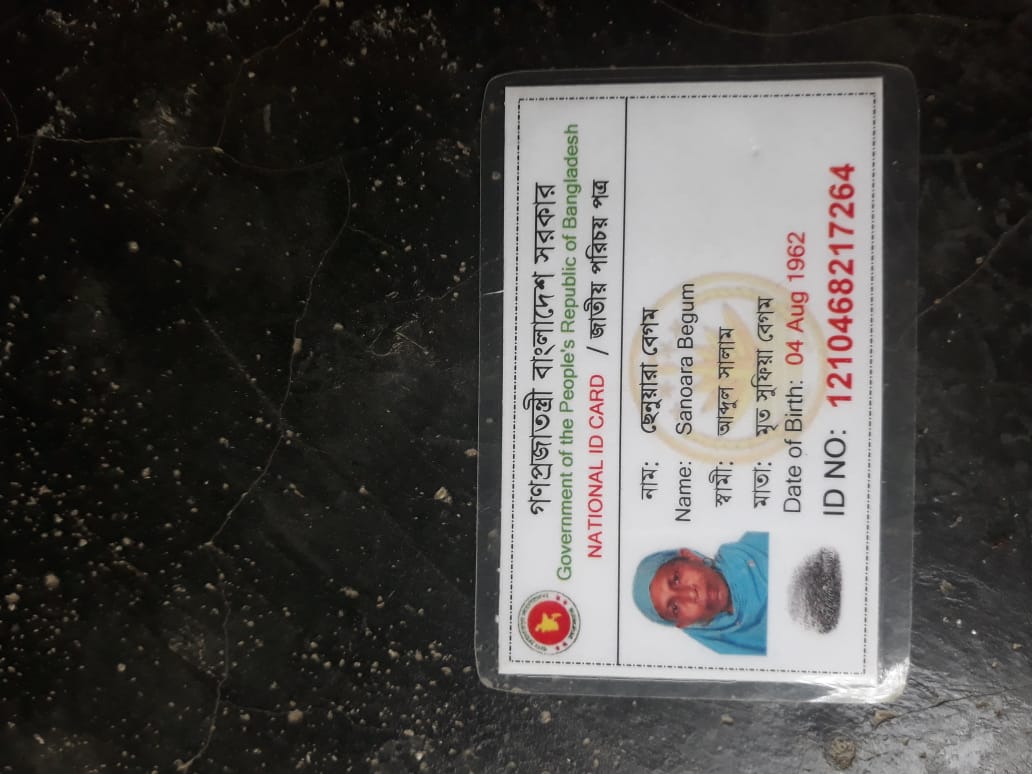 গণপ্রজাতন্ত্রী বাংলাদেশ সরকার
Government of the People's Republic of Bangladesh
NATIONAL ID CARD / জাতীয় পরিচয় পত্র
নাম: ছেনুয়ারা বেগম
Name: Sanoara Begum
স্বামী: আব্দুল সালাম
মাতা: মৃত সুফিয়া বেগম
Date of Birth: 04 Aug 1962
ID NO: 1210468217264